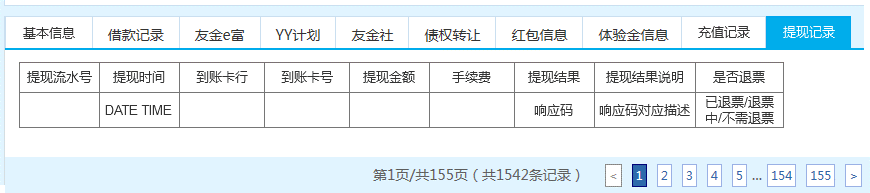 基本信息 借款记录 友金e富 YY计划 友金社 债权转让 红包信息 体验金信息 充值记录 提现记录
提现流水号 提现时间 到账卡行 到账卡号 提现金额 手续费 提现结果 提现结果说明 是否退票
DATE TIME 响应码 响应码对应描述 已退票/退票
中/不需退票
第1页/共155页（共1542条记录） < 1 2 3 4 5 ... 154 155 >